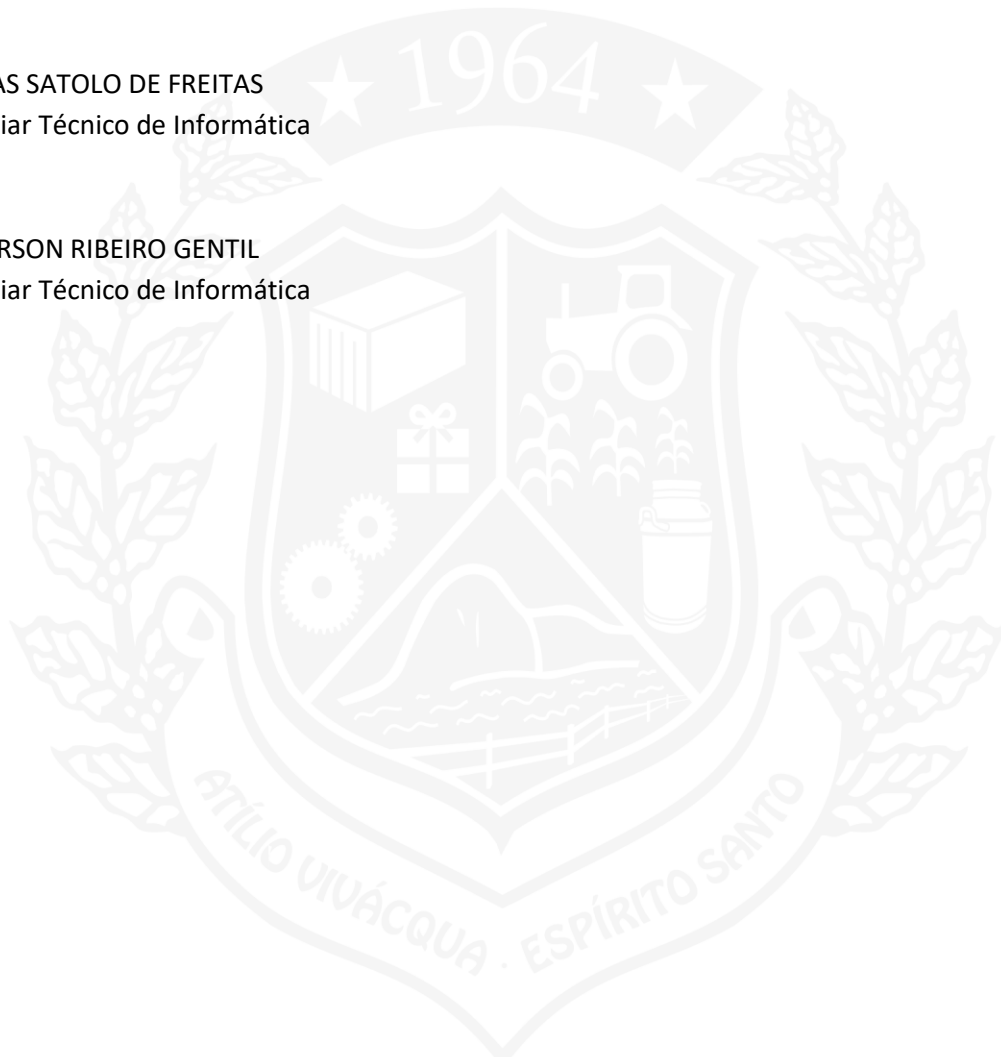 1964
AS SATOLO DE FREITAS
iar Técnico de Informática
RSON RIBEIRO GENTIL
iar Técnico de Informática
ATÍLIO VIVÁCQUA · ESPÍRITO SANTO